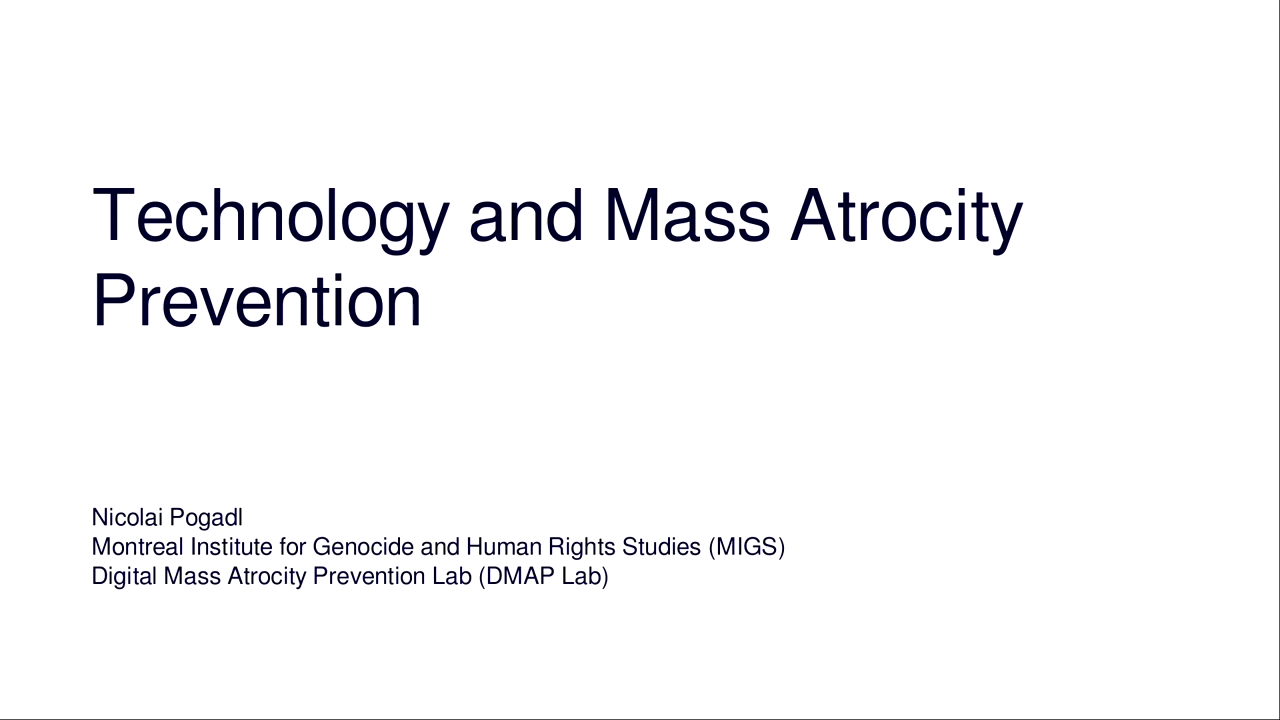 Technology and Mass Atrocity
Prevention
Nicolai Pogadl
Montreal Institute for Genocide and Human Rights Studies (MIGS)
Digital Mass Atrocity Prevention Lab (DMAP Lab)